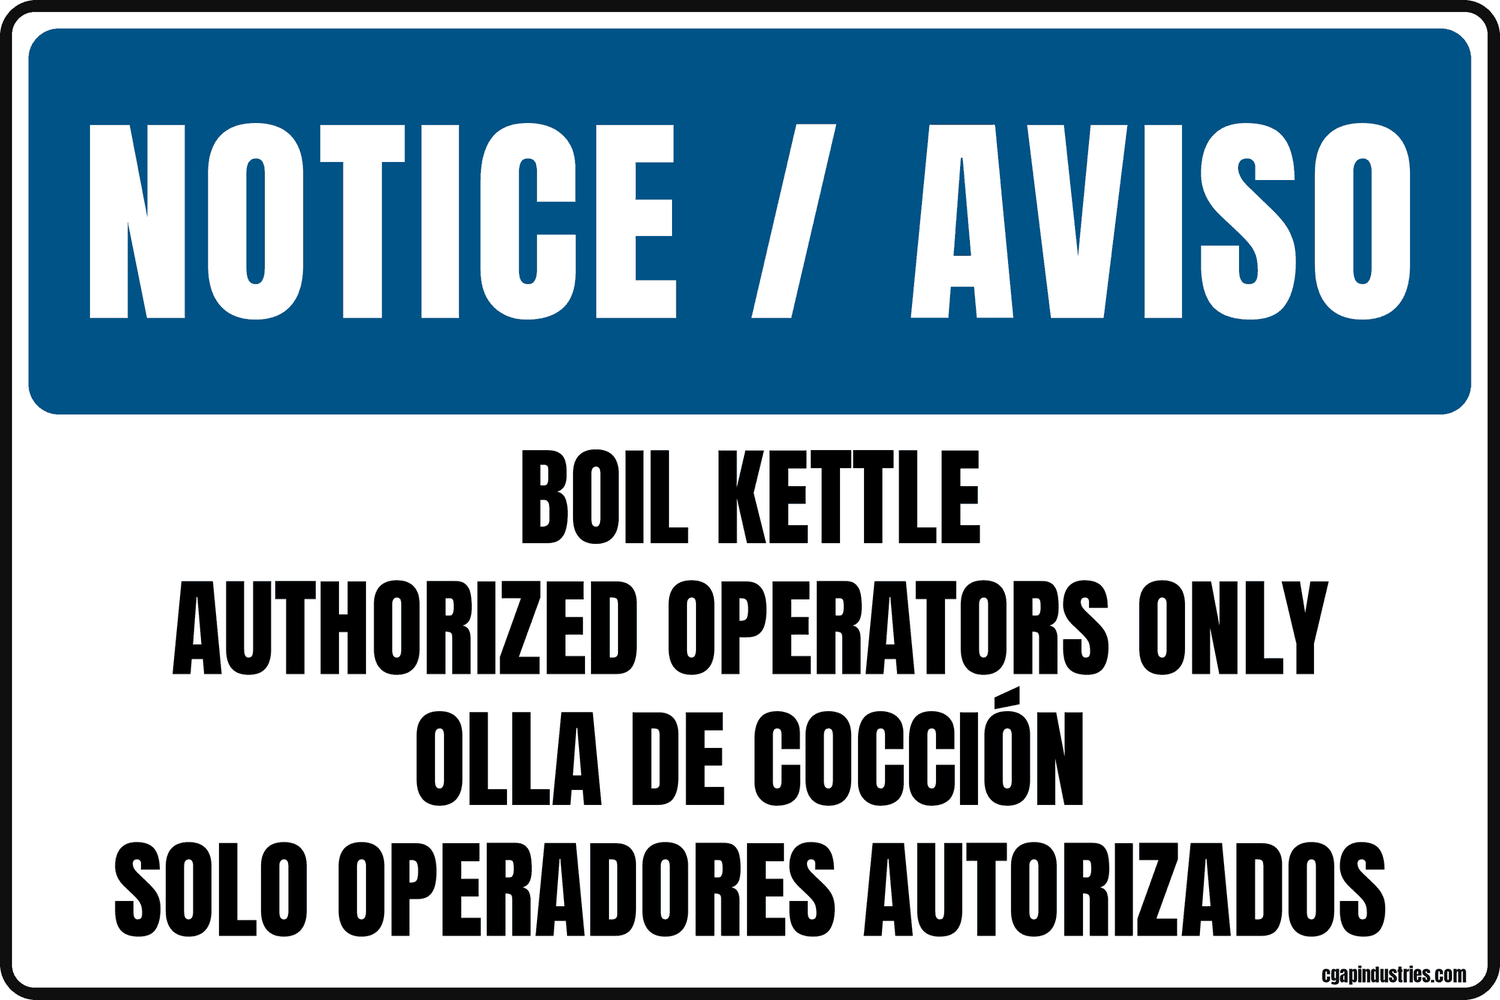 NOTICE / AVISO
BOIL KETTLE
AUTHORIZED OPERATORS ONLY
OLLA DE COCCIÓN
SOLO OPERADORES AUTORIZADOS
cgapindustries.com